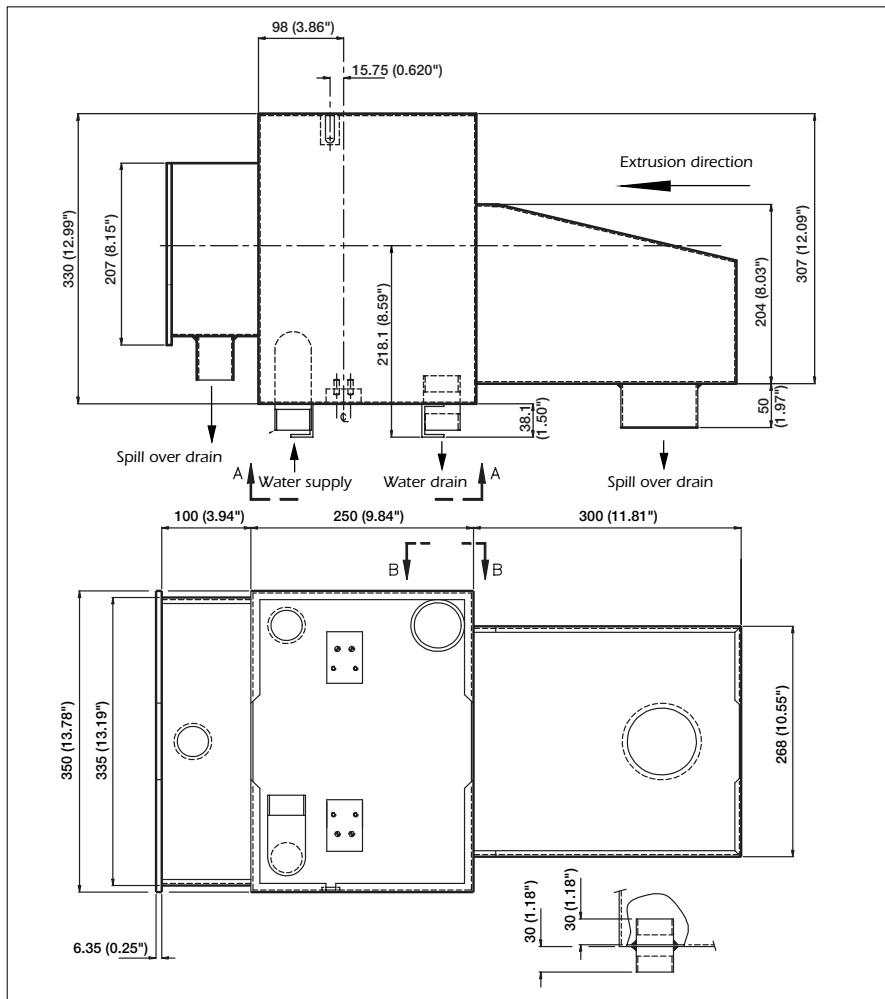 98 (3.86")
15.75 (0.620")
Extrusion direction
330 (12.99")
207 (8.15")
218.1 (8.59")
204 (8.03")
307 (12.09")
38.1
(1.50")
50
(1.97")
Spill over drain
A
Water supply
Water drain
A
Spill over drain
100 (3.94")
250 (9.84")
300 (11.81")
B
B
350 (13.78")
335 (13.19")
268 (10.55")
30 (1.18")
30 (1.18")
6.35 (0.25")